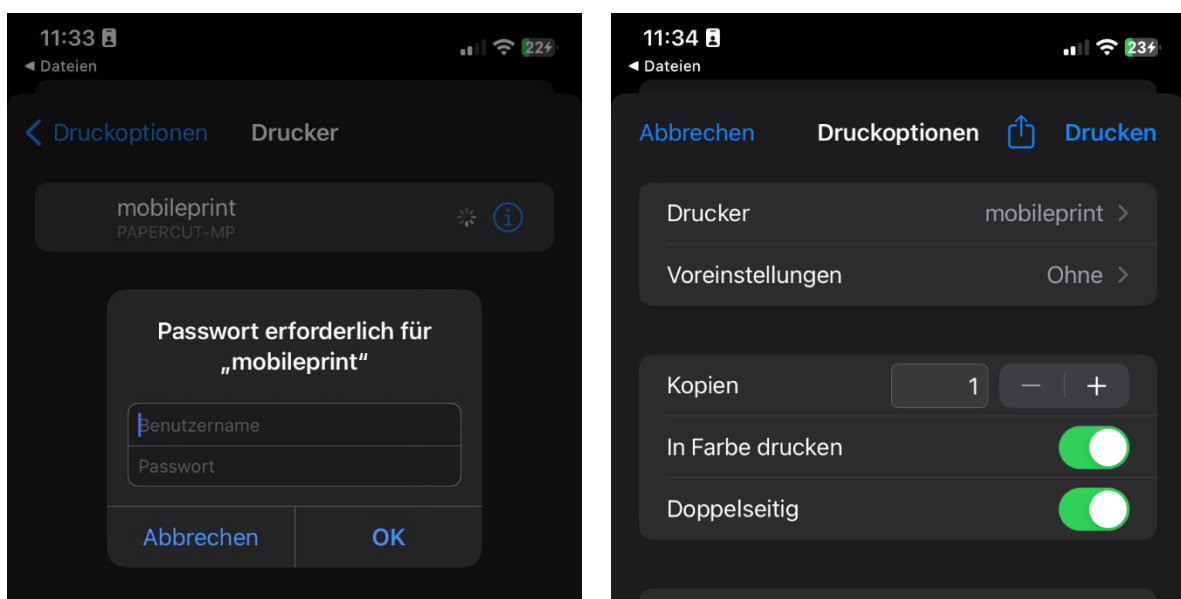 11:33
22
◀ Dateien
Druckoptionen Drucker
mobileprint
PAPERCUT-MP
Passwort erforderlich für
„mobileprint“
Benutzername
Passwort
Abbrechen OK
11:34
23
◀ Dateien
Abbrechen Druckoptionen Drucken
Drucker mobileprint
Voreinstellungen Ohne
Kopien 1 — +
In Farbe drucken
Doppelseitig